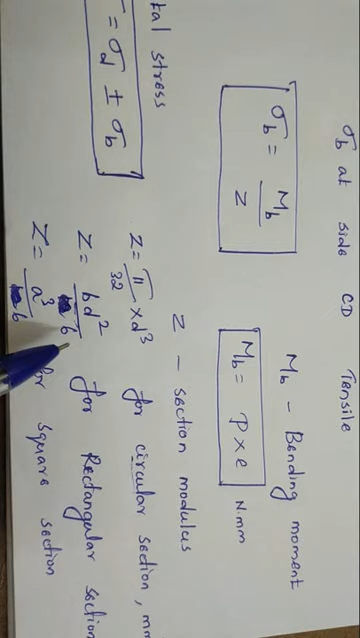 σb at side CD Tensile
σb = Mb / Z
Mb - Bending moment
Mb = P × e N.mm
tal stress
= σd ± σb
Z - section modulus
Z = π/32 × d³ for circular section, mm
Z = bd²/6 for Rectangular section
Z = a³/6 for square section